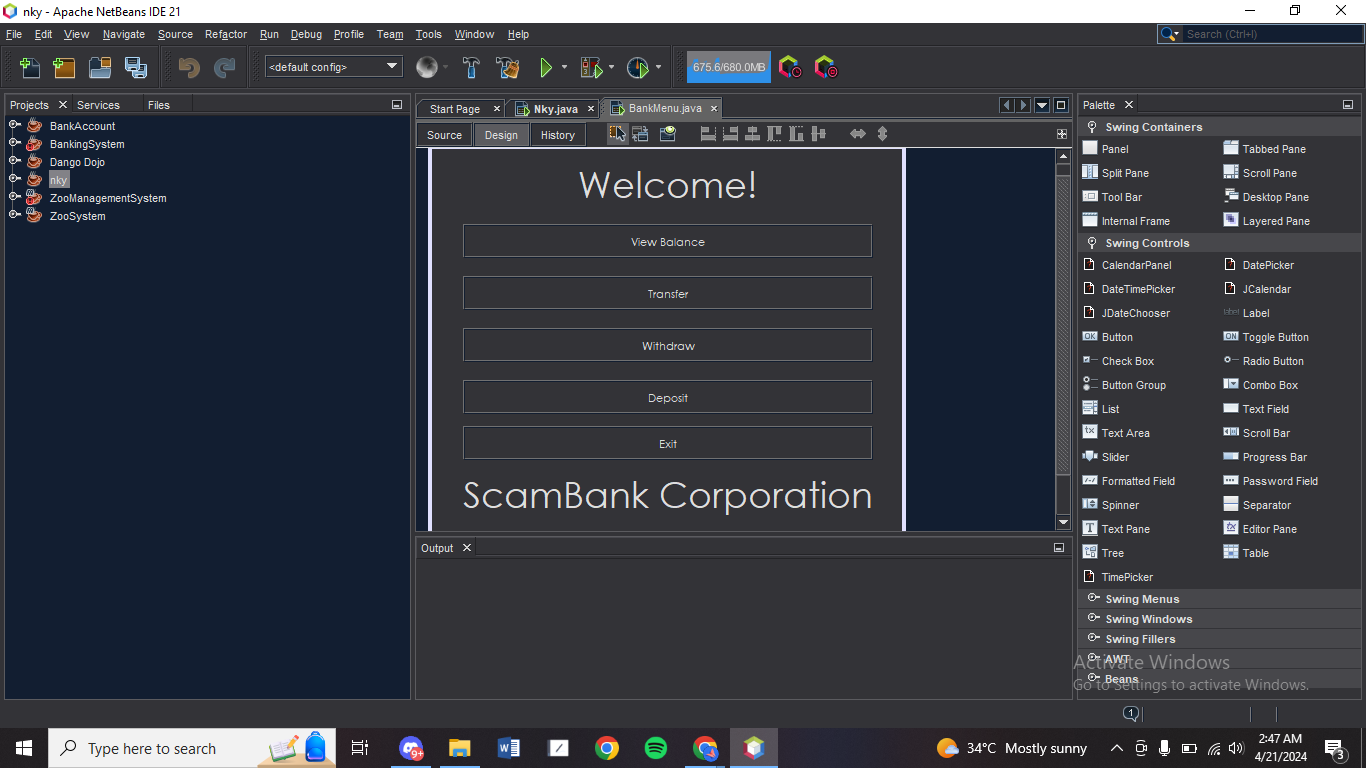 nky - Apache NetBeans IDE 21
File Edit View Navigate Source Refactor Run Debug Profile Team Tools Window Help
Search (Ctrl+I)
<default config>
675.6/680.0MB
Projects Services Files
BankAccount
BankingSystem
Dango Dojo
nky
ZooManagementSystem
ZooSystem
Start Page Nky.java BankMenu.java
Source Design History
Welcome!
View Balance
Transfer
Withdraw
Deposit
Exit
ScamBank Corporation
Output
Palette
Swing Containers
Panel Tabbed Pane
Split Pane Scroll Pane
Tool Bar Desktop Pane
Internal Frame Layered Pane
Swing Controls
CalendarPanel DatePicker
DateTimePicker JCalendar
JDateChooser label Label
OK Button ON Toggle Button
Check Box Radio Button
Button Group Combo Box
List Text Field
tx Text Area Scroll Bar
Slider Progress Bar
Formatted Field Password Field
Spinner Separator
T Text Pane Editor Pane
Tree Table
TimePicker
Swing Menus
Swing Windows
Swing Fillers
AWT
Beans
Activate Windows
Go to Settings to activate Windows.
1
Type here to search
9+
34°C Mostly sunny
2:47 AM
4/21/2024
3